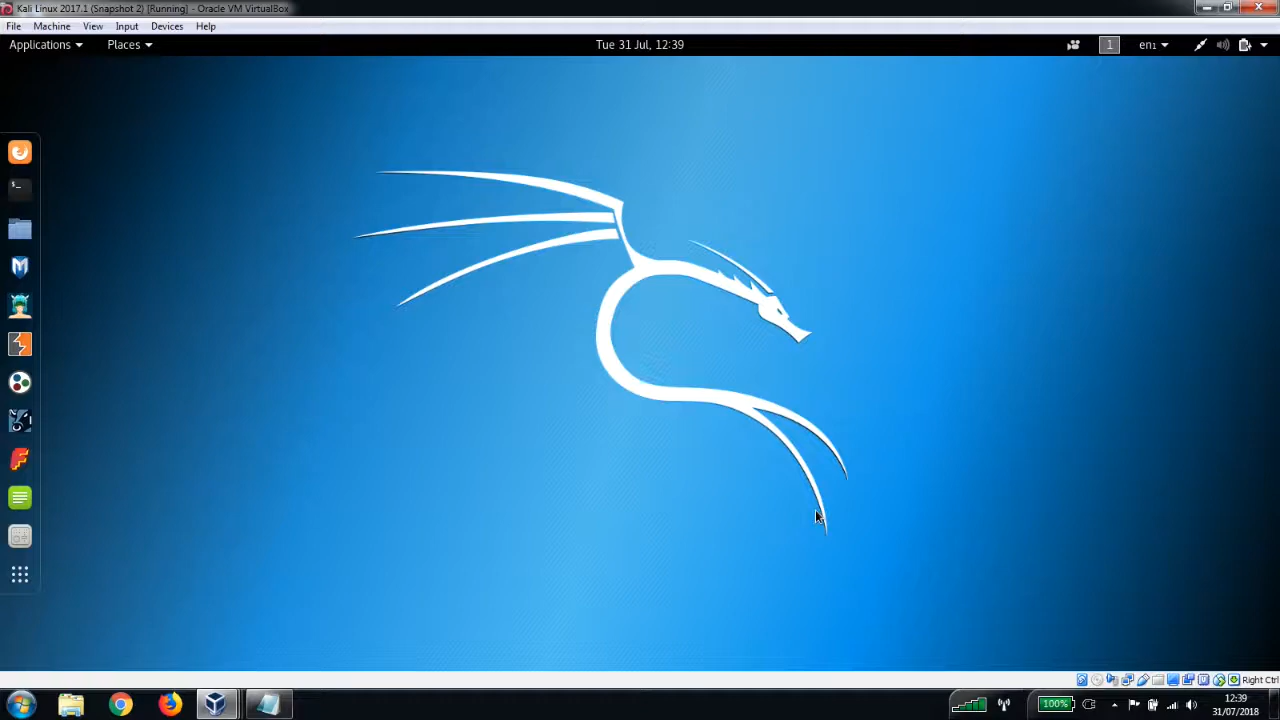 Kali Linux 2017.1 (Snapshot 2) [Running] - Oracle VM VirtualBox
File Machine View Input Devices Help
Applications Places Tue 31 Jul, 12:39 1 en1
Right Ctrl
100% 12:39
31/07/2018